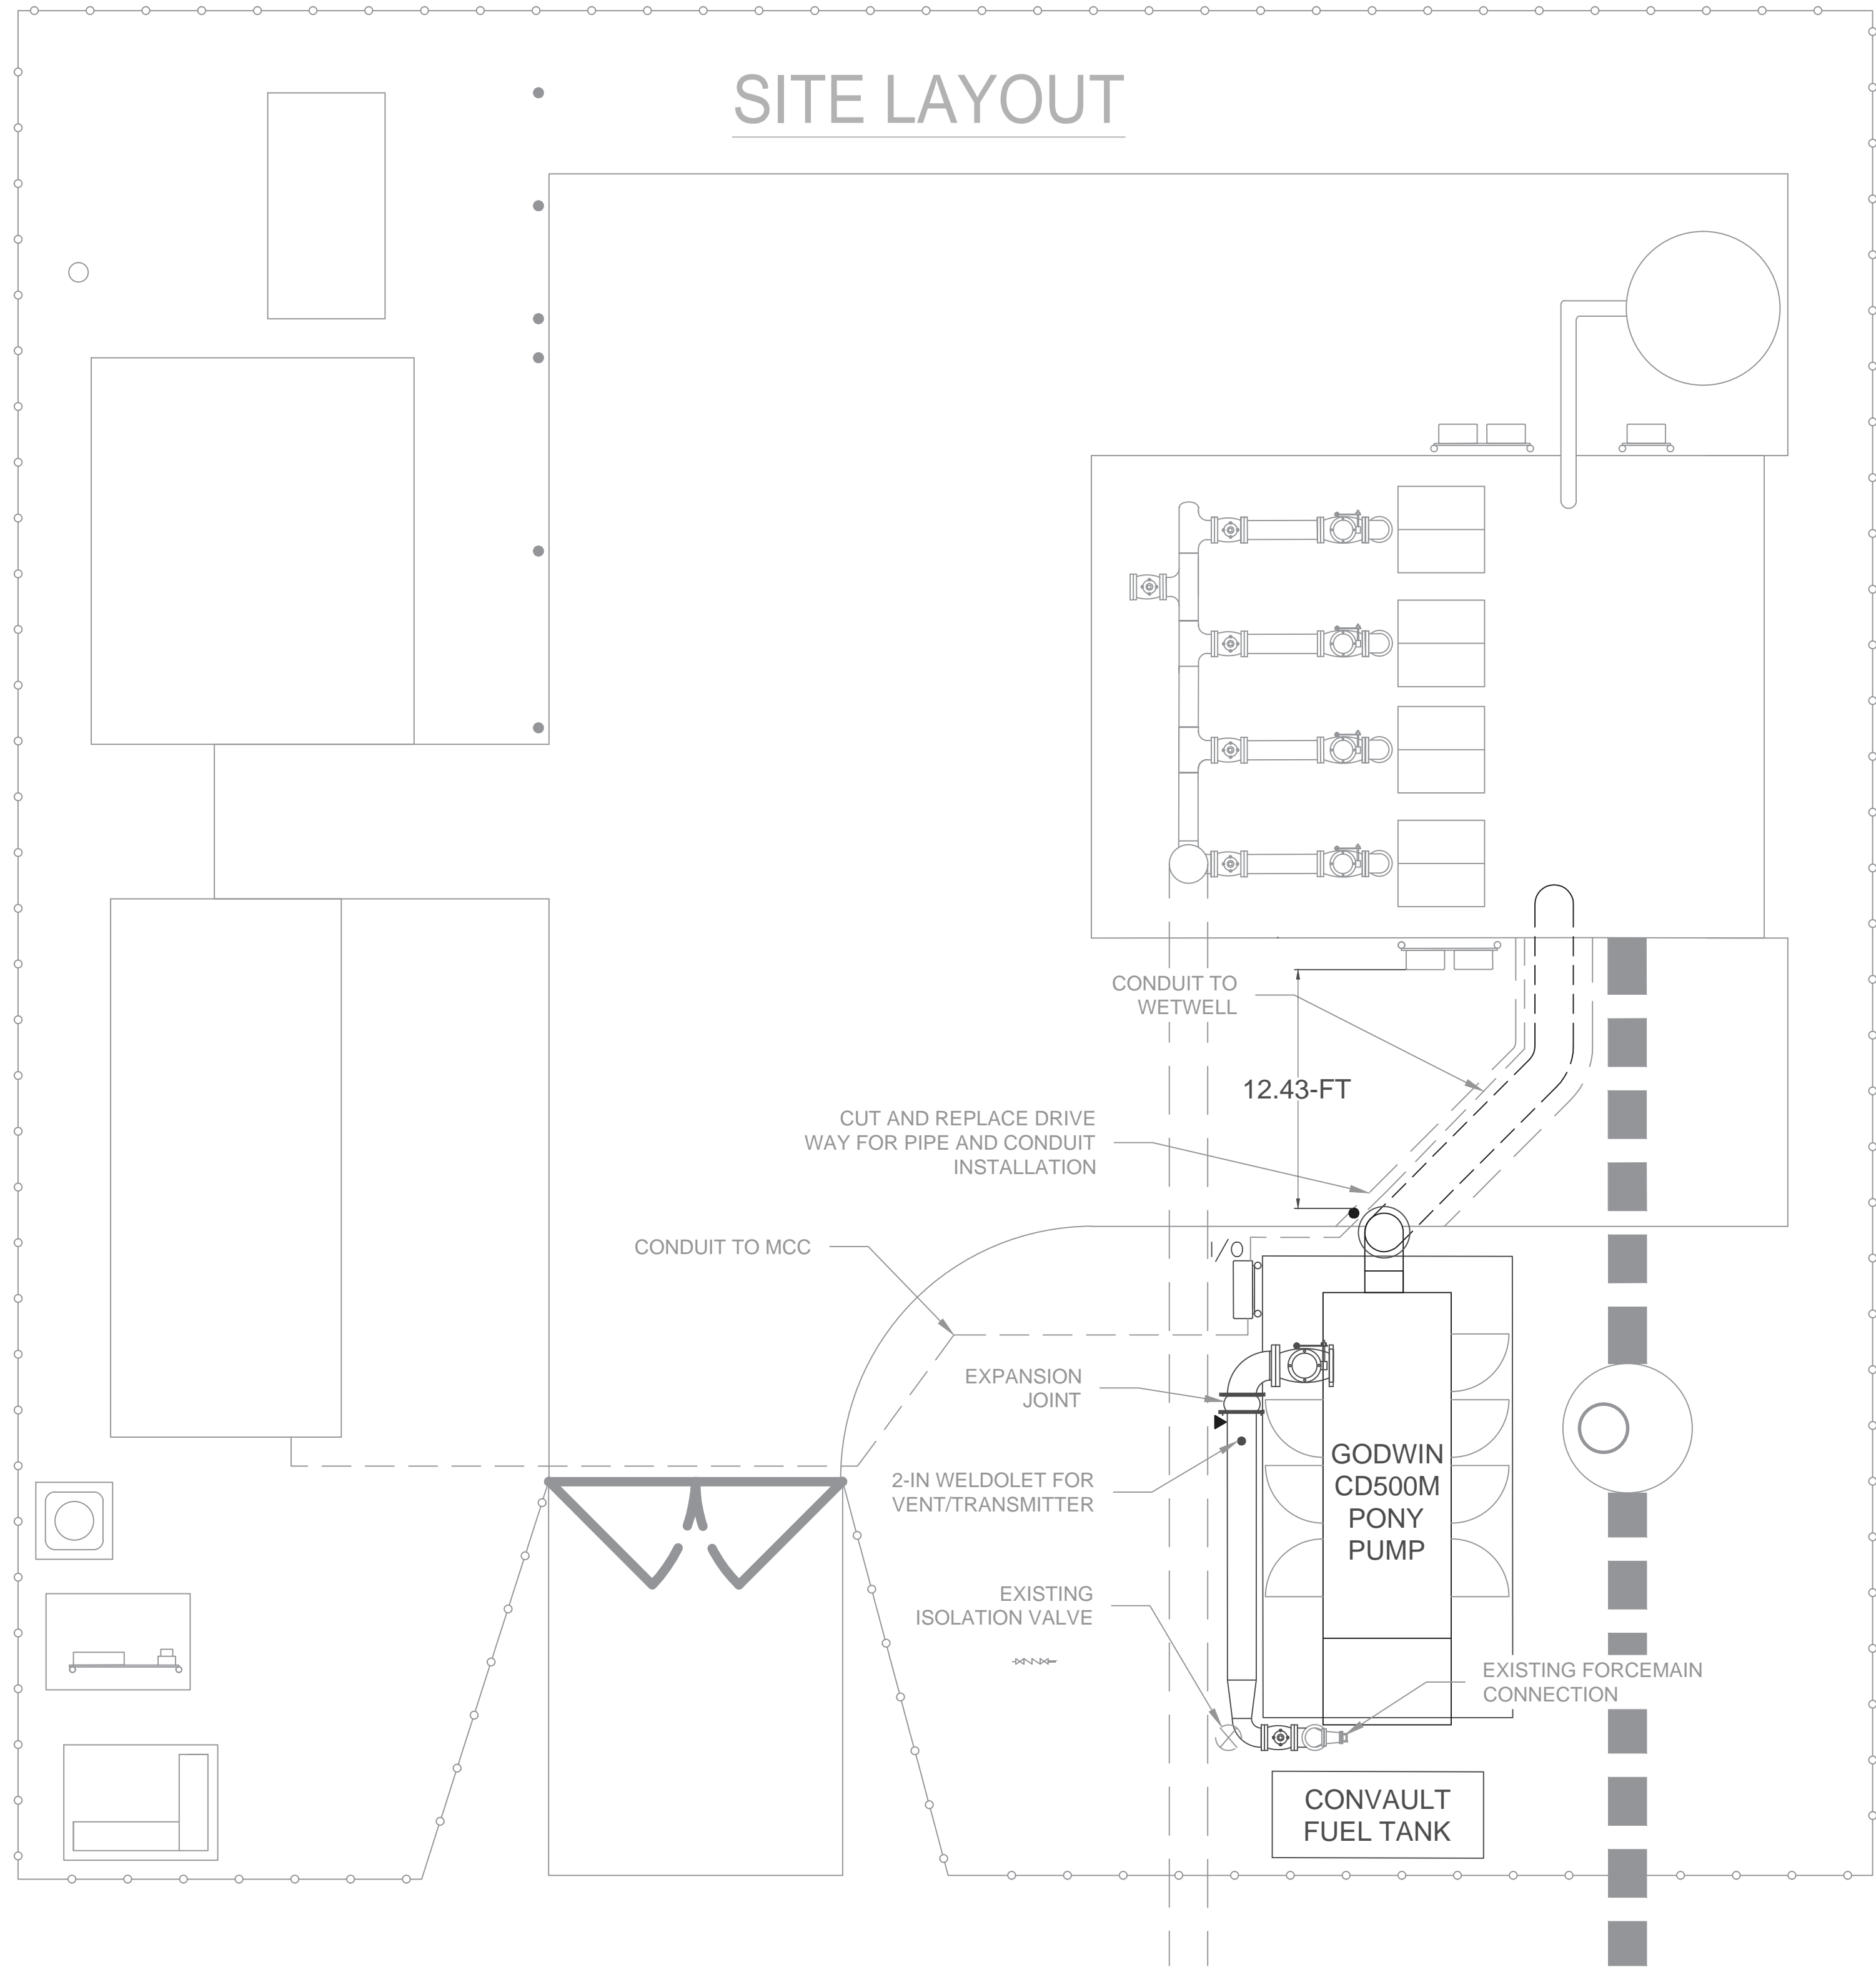 SITE LAYOUT
CONDUIT TO
WETWELL
12.43-FT
CUT AND REPLACE DRIVE
WAY FOR PIPE AND CONDUIT
INSTALLATION
CONDUIT TO MCC
I/O
EXPANSION
JOINT
2-IN WELDOLET FOR
VENT/TRANSMITTER
GODWIN
CD500M
PONY
PUMP
EXISTING
ISOLATION VALVE
EXISTING FORCEMAIN
CONNECTION
CONVAULT
FUEL TANK